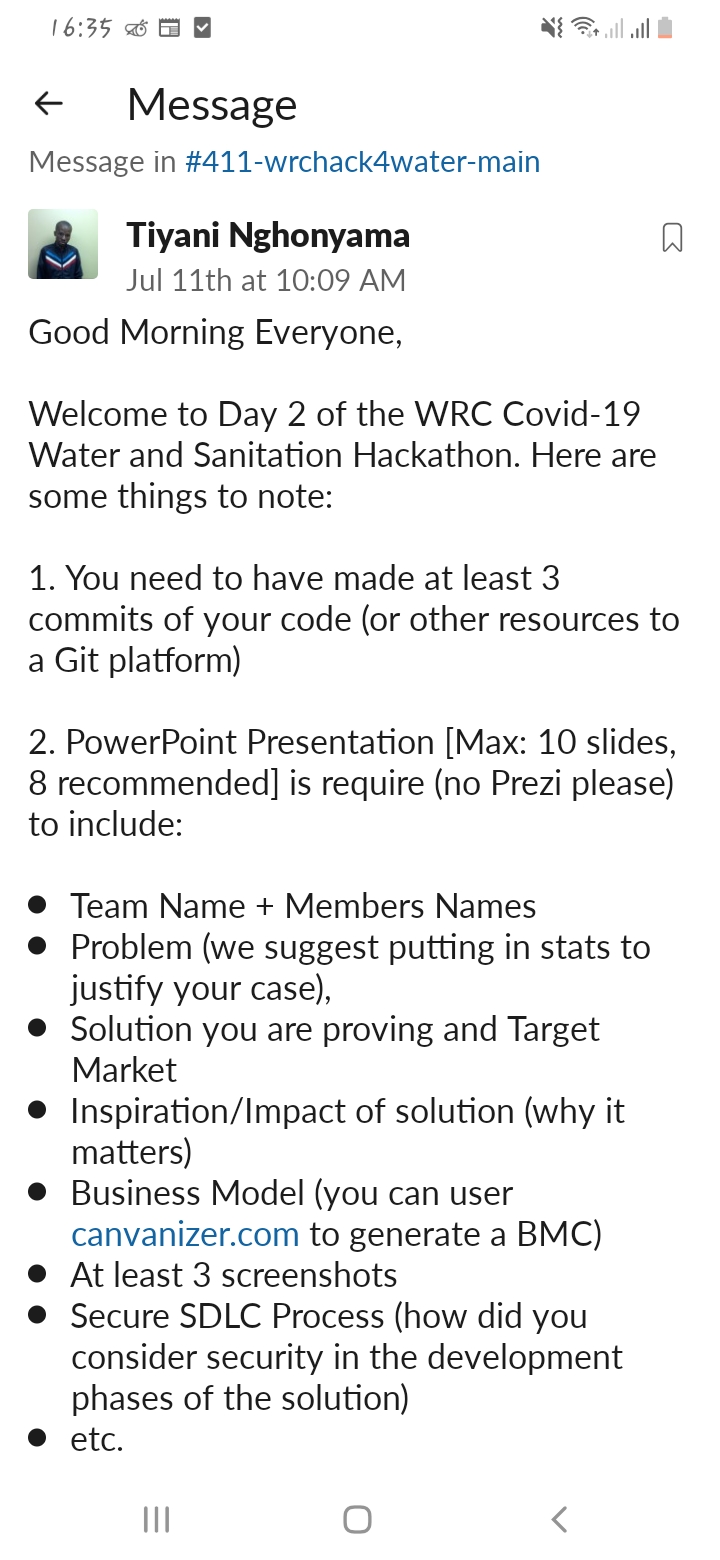 16:35
Message
Message in #411-wrchack4water-main
Tiyani Nghonyama
Jul 11th at 10:09 AM
Good Morning Everyone,
Welcome to Day 2 of the WRC Covid-19
Water and Sanitation Hackathon. Here are
some things to note:
1. You need to have made at least 3
commits of your code (or other resources to
a Git platform)
2. PowerPoint Presentation [Max: 10 slides,
8 recommended] is require (no Prezi please)
to include:
● Team Name + Members Names
● Problem (we suggest putting in stats to
justify your case),
● Solution you are proving and Target
Market
● Inspiration/Impact of solution (why it
matters)
● Business Model (you can user
canvanizer.com to generate a BMC)
● At least 3 screenshots
● Secure SDLC Process (how did you
consider security in the development
phases of the solution)
● etc.